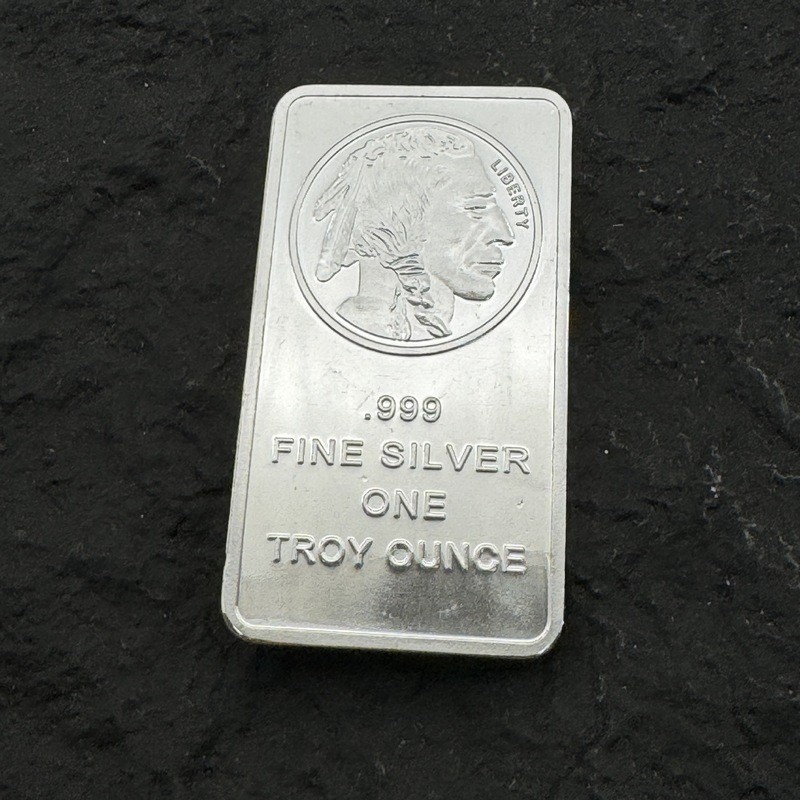 LIBERTY
.999
FINE SILVER
ONE
TROY OUNCE